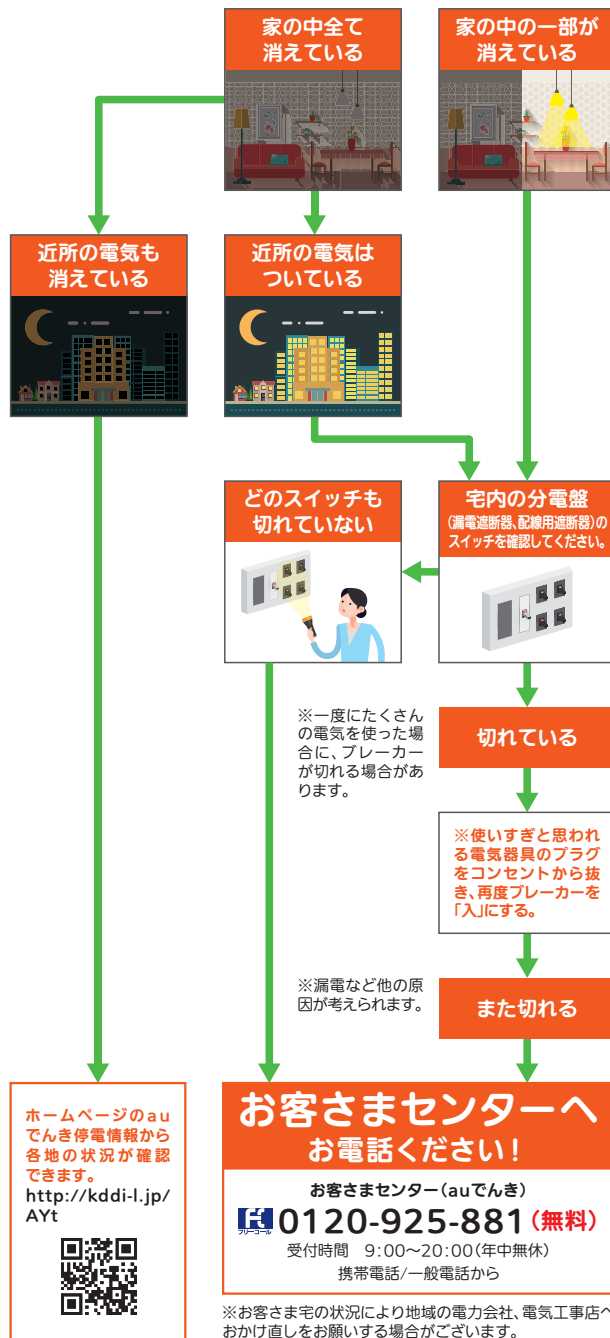 家の中全て
消えている
家の中の一部が
消えている
近所の電気も
消えている
近所の電気は
ついている
どのスイッチも
切れていない
宅内の分電盤
(漏電遮断器、配線用遮断器)の
スイッチを確認してください。
※一度にたくさん
の電気を使った場
合に、ブレーカー
が切れる場合があ
ります。
切れている
※使いすぎと思われ
る電気器具のプラグ
をコンセントから抜
き、再度ブレーカーを
「入」にする。
※漏電など他の原
因が考えられます。
また切れる
ホームページのau
でんき停電情報から
各地の状況が確認
できます。
http://kddi-l.jp/
AYt
お客さまセンターへ
お電話ください!
お客さまセンター(auでんき)
フリーコール 0120-925-881(無料)
受付時間 9:00〜20:00(年中無休)
携帯電話/一般電話から
※お客さま宅の状況により地域の電力会社、電気工事店へ
おかけ直しをお願いする場合がございます。